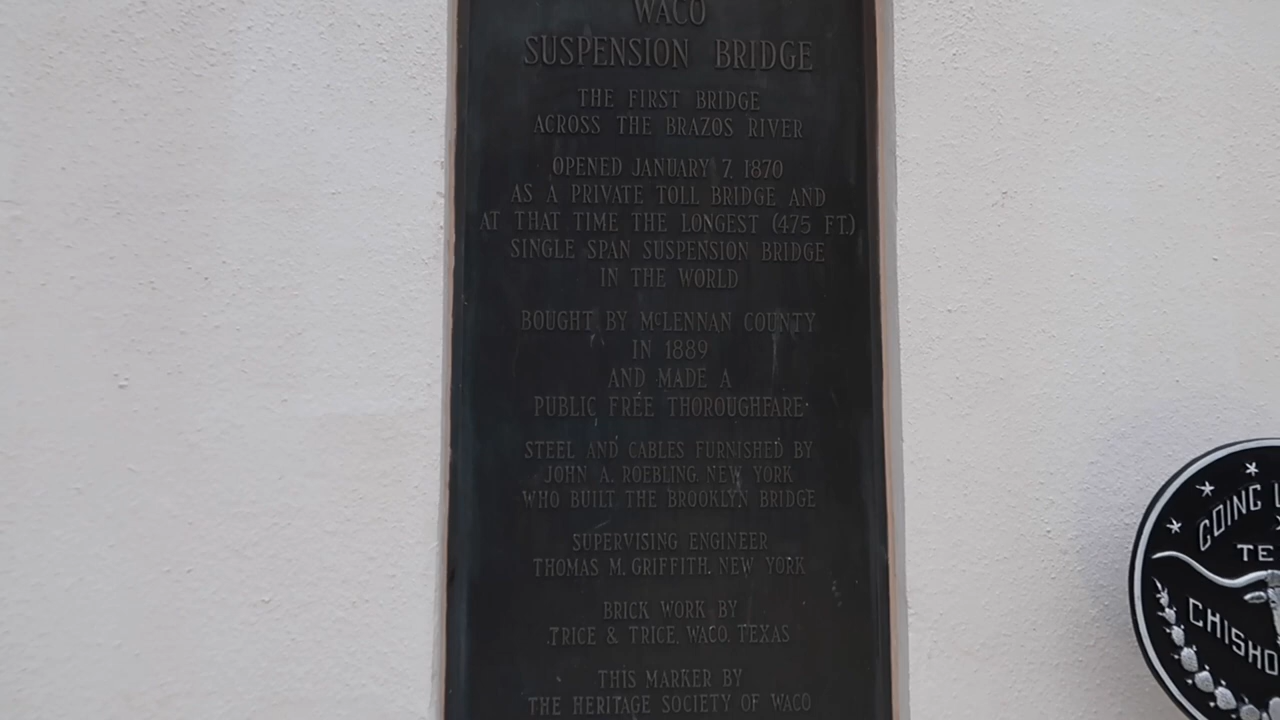 WACO
SUSPENSION BRIDGE
THE FIRST BRIDGE
ACROSS THE BRAZOS RIVER
OPENED JANUARY 7, 1870
AS A PRIVATE TOLL BRIDGE AND
AT THAT TIME THE LONGEST (475 FT.)
SINGLE SPAN SUSPENSION BRIDGE
IN THE WORLD
BOUGHT BY McLENNAN COUNTY
IN 1889
AND MADE A
PUBLIC FREE THOROUGHFARE
STEEL AND CABLES FURNISHED BY
JOHN A. ROEBLING, NEW YORK
WHO BUILT THE BROOKLYN BRIDGE
SUPERVISING ENGINEER
THOMAS M. GRIFFITH, NEW YORK
BRICK WORK BY
TRICE & TRICE, WACO, TEXAS
THIS MARKER BY
THE HERITAGE SOCIETY OF WACO
GOING
TE
CHISHO